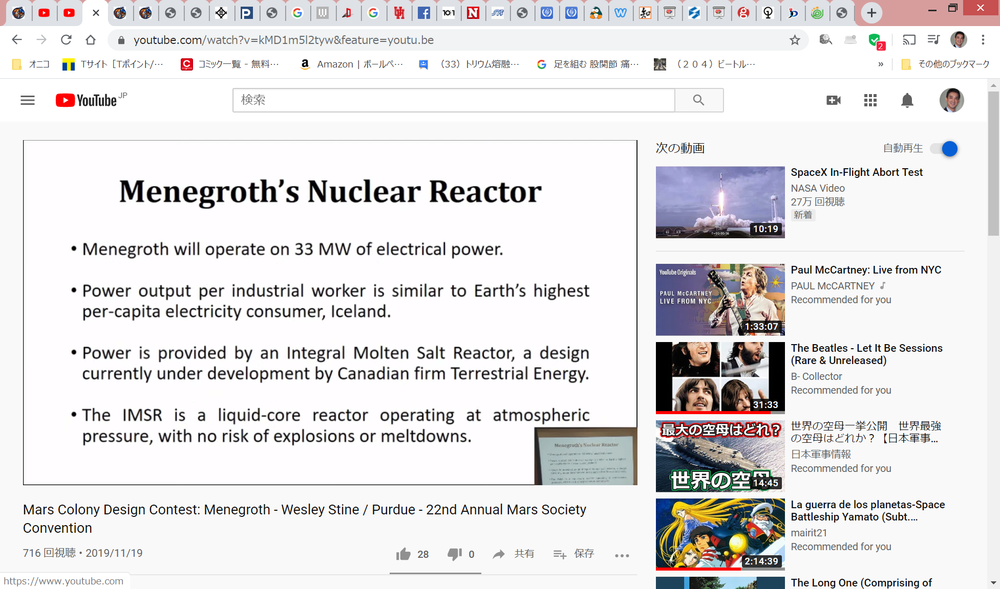 youtube.com/watch?v=kMD1m5l2tyw&feature=youtu.be
2
オニコ
Tサイト［Tポイント/…
コミック一覧 - 無料…
Amazon | ボールペ…
（33）トリウム熔融…
足を組む 股関節 痛…
（２０４）ビートル…
»
その他のブックマーク
YouTube JP
検索
Menegroth's Nuclear Reactor
• Menegroth will operate on 33 MW of electrical power.
• Power output per industrial worker is similar to Earth's highest
per-capita electricity consumer, Iceland.
• Power is provided by an Integral Molten Salt Reactor, a design
currently under development by Canadian firm Terrestrial Energy.
• The IMSR is a liquid-core reactor operating at atmospheric
pressure, with no risk of explosions or meltdowns.
Menegroth's Nuclear Reactor
Mars Colony Design Contest: Menegroth - Wesley Stine / Purdue - 22nd Annual Mars Society
Convention
716 回視聴・2019/11/19
28
0
共有
保存
https://www.youtube.com
次の動画
自動再生
10:19
SpaceX In-Flight Abort Test
NASA Video
27万 回視聴
新着
YouTube Originals
PAUL McCARTNEY
LIVE FROM NYC
1:33:07
Paul McCartney: Live from NYC
PAUL McCARTNEY
Recommended for you
31:33
The Beatles - Let It Be Sessions
(Rare & Unreleased)
B- Collector
Recommended for you
最大の空母はどれ？
世界の空母
14:45
世界の空母一挙公開　世界最強
の空母はどれか？【日本軍事...
日本軍事情報
Recommended for you
2:14:39
La guerra de los planetas-Space
Battleship Yamato (Subt....
mairit21
Recommended for you
The Long One (Comprising of